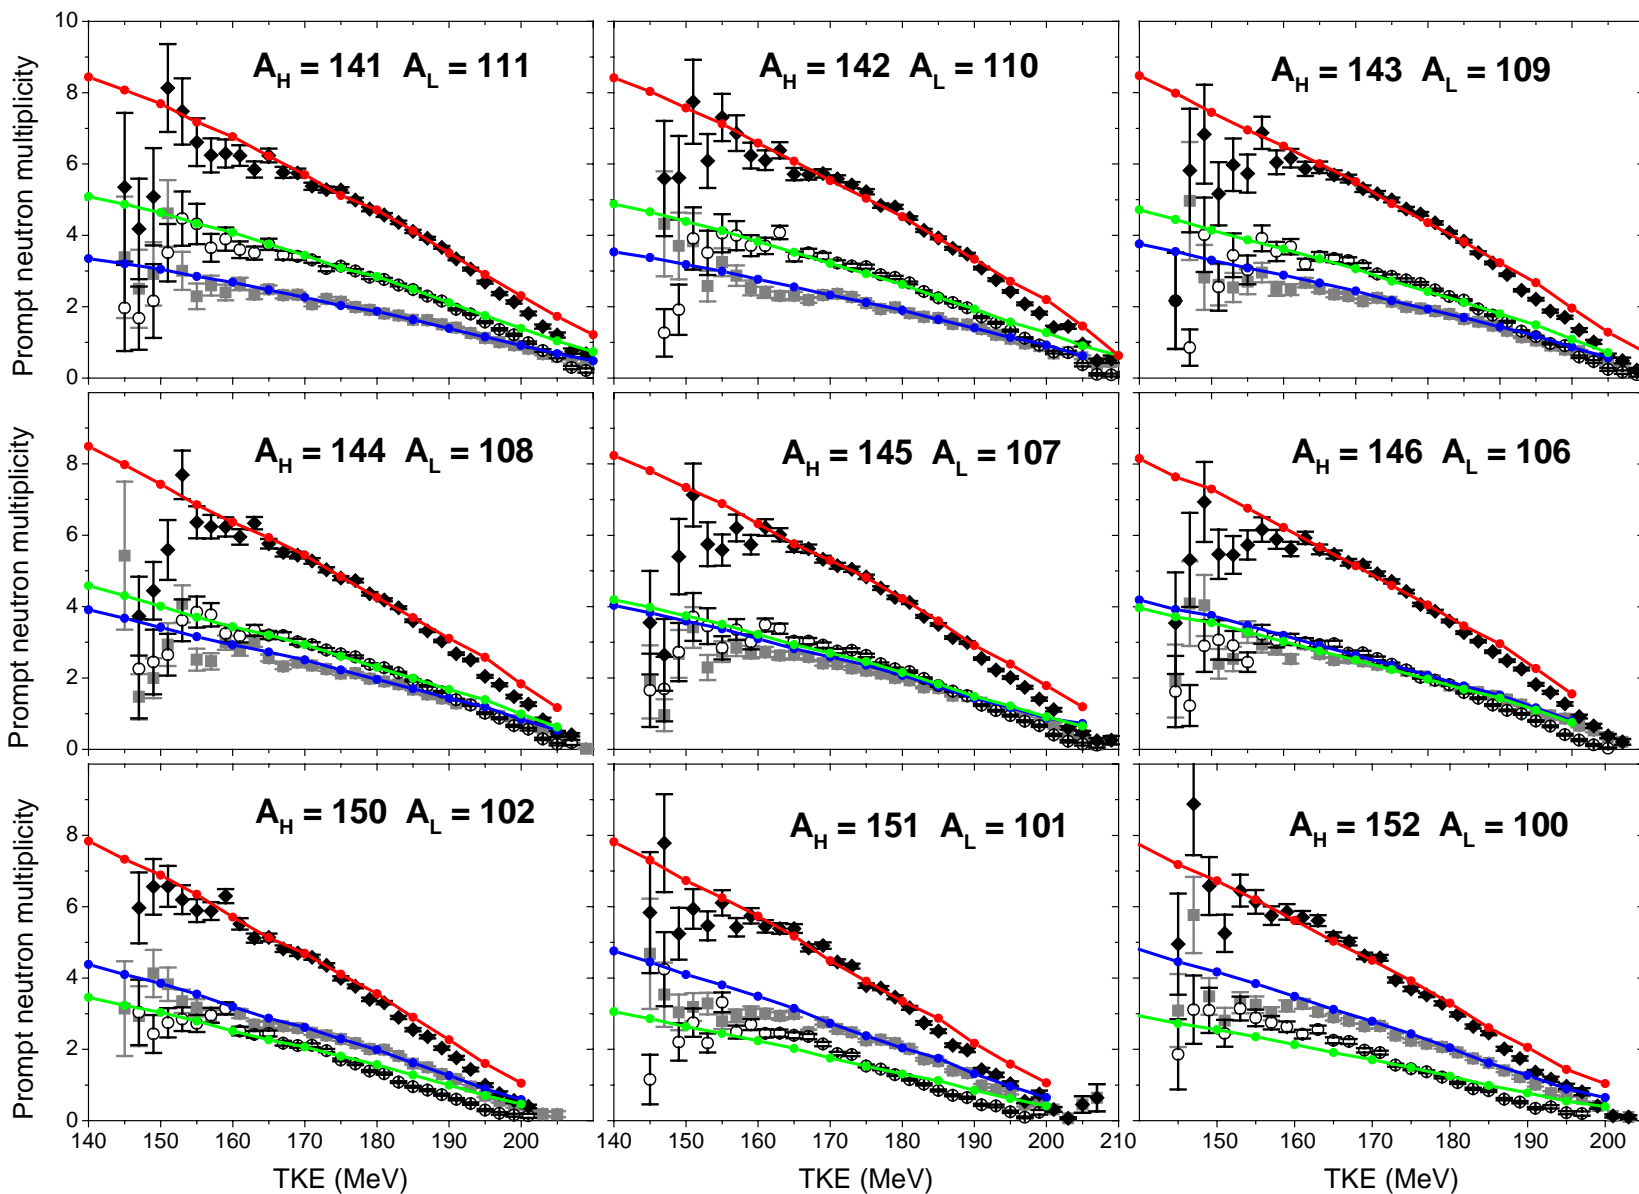 A_H = 141 A_L = 111
A_H = 142 A_L = 110
A_H = 143 A_L = 109
Prompt neutron multiplicity
10
8
6
4
2
0
A_H = 144 A_L = 108
A_H = 145 A_L = 107
A_H = 146 A_L = 106
Prompt neutron multiplicity
8
6
4
2
0
A_H = 150 A_L = 102
A_H = 151 A_L = 101
A_H = 152 A_L = 100
Prompt neutron multiplicity
8
6
4
2
0
140 150 160 170 180 190 200
140 150 160 170 180 190 200 210
150 160 170 180 190 200
TKE (MeV)
TKE (MeV)
TKE (MeV)